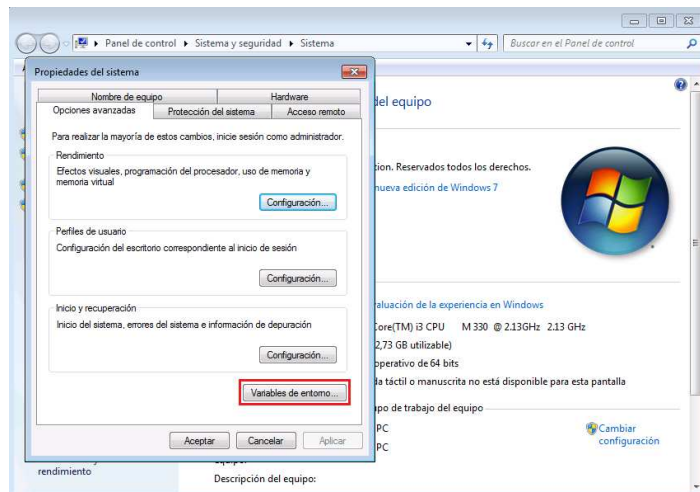 Panel de control ▸ Sistema y seguridad ▸ Sistema
Buscar en el Panel de control
Propiedades del sistema
Nombre de equipo
Hardware
Opciones avanzadas
Protección del sistema
Acceso remoto
Para realizar la mayoría de estos cambios, inicie sesión como administrador.
Rendimiento
Efectos visuales, programación del procesador, uso de memoria y
memoria virtual
Configuración...
Perfiles de usuario
Configuración del escritorio correspondiente al inicio de
sesión
Configuración...
Inicio y recuperación
Inicio del sistema, errores del sistema e información de
depuración
Configuración...
Variables de entorno...
Aceptar
Cancelar
Aplicar
del equipo
Reservados todos los derechos.
nueva edición de Windows 7
evaluación de la experiencia en Windows
Core(TM) i3 CPU M 330 @ 2.13GHz 2.13 GHz
2,73 GB utilizable)
operativo de 64 bits
táctil o manuscrita no está disponible para esta pantalla
de trabajo del equipo
PC
Cambiar
configuración
PC
rendimiento
Descripción del equipo: